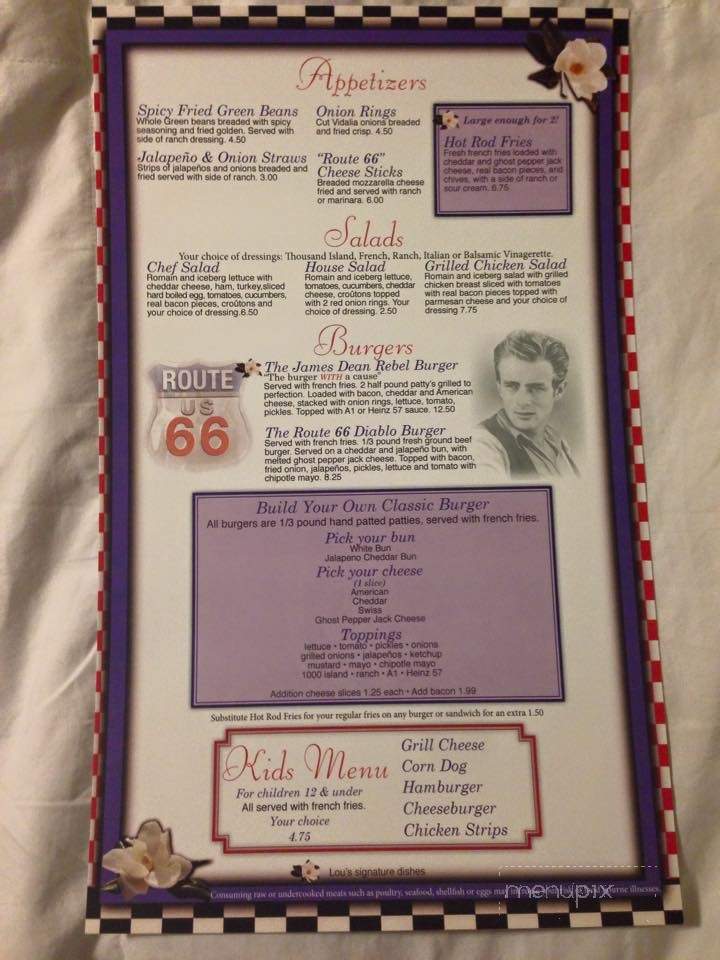 Appetizers
Spicy Fried Green Beans
Whole Green beans breaded with spicy
seasoning and fried golden. Served with
side of ranch dressing. 4.50
Onion Rings
Cut Vidalia onions breaded
and fried crisp. 4.50
Jalapeño & Onion Straws
Strips of jalapenos and onions breaded and
fried served with side of ranch. 3.00
"Route 66"
Cheese Sticks
Breaded mozzarella cheese
fried and served with ranch
or marinara. 6.00
Large enough for 2!
Hot Rod Fries
Fresh french fries loaded with
cheddar and ghost pepper jack
cheese, real bacon pieces, and
chives, with a side of ranch or
sour cream. 6.75
Salads
Your choice of dressings: Thousand Island, French, Ranch, Italian or Balsamic Vinagerette.
Chef Salad
Romain and iceberg lettuce with
cheddar cheese, ham, turkey,sliced
hard boiled egg, tomatoes, cucumbers,
real bacon pieces, croûtons and
your choice of dressing.6.50
House Salad
Romain and iceberg lettuce,
tomatoes, cucumbers, cheddar
cheese, croûtons topped
with 2 red onion rings. Your
choice of dressing. 2.50
Grilled Chicken Salad
Romain and iceberg salad with grilled
chicken breast sliced with tomatoes
with real bacon pieces topped with
parmesan cheese and your choice of
dressing 7.75
Burgers
ROUTE
US
66
The James Dean Rebel Burger
"The burger WITH a cause"
Served with french fries. 2 half pound patty's grilled to
perfection. Loaded with bacon, cheddar and American
cheese, stacked with onion rings, lettuce, tomato,
pickles. Topped with A1 or Heinz 57 sauce. 12.50
The Route 66 Diablo Burger
Served with french fries. 1/3 pound fresh ground beef
burger. Served on a cheddar and jalapeño bun, with
melted ghost pepper jack cheese. Topped with bacon,
fried onion, jalapeños, pickles, lettuce and tomato with
chipotle mayo. 8.25
Build Your Own Classic Burger
All burgers are 1/3 pound hand patted patties, served with french fries.
Pick your bun
White Bun
Jalapeno Cheddar Bun
Pick your cheese
(1 slice)
American
Cheddar
Swiss
Ghost Pepper Jack Cheese
Toppings
lettuce • tomato • pickles • onions
grilled onions • jalapeños • ketchup
mustard • mayo • chipotle mayo
1000 island • ranch • A1 • Heinz 57
Addition cheese slices 1.25 each • Add bacon 1.99
Substitute Hot Rod Fries for your regular fries on any burger or sandwich for an extra 1.50
Kids Menu
For children 12 & under
All served with french fries.
Your choice
4.75
Grill Cheese
Corn Dog
Hamburger
Cheeseburger
Chicken Strips
Lou's signature dishes
Consuming raw or undercooked meats such as poultry, seafood, shellfish or eggs may illnesses.
menupix